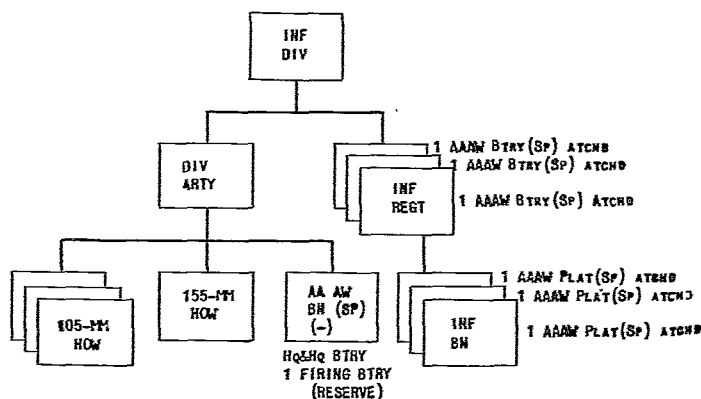 INF
DIV
DIV
ARTY
1 AAAW BTRY (SP) ATCHD
1 AAAW BTRY (SP) ATCHD
INF
REGT
1 AAAW BTRY (SP) ATCHD
105-MM
HOW
155-MM
HOW
AA AW
BN (SP)
(-)
HQ&HQ BTRY
1 FIRING BTRY
(RESERVE)
1 AAAW PLAT (SP) ATCHD
1 AAAW PLAT (SP) ATCHD
INF
BN
1 AAAW PLAT (SP) ATCHD